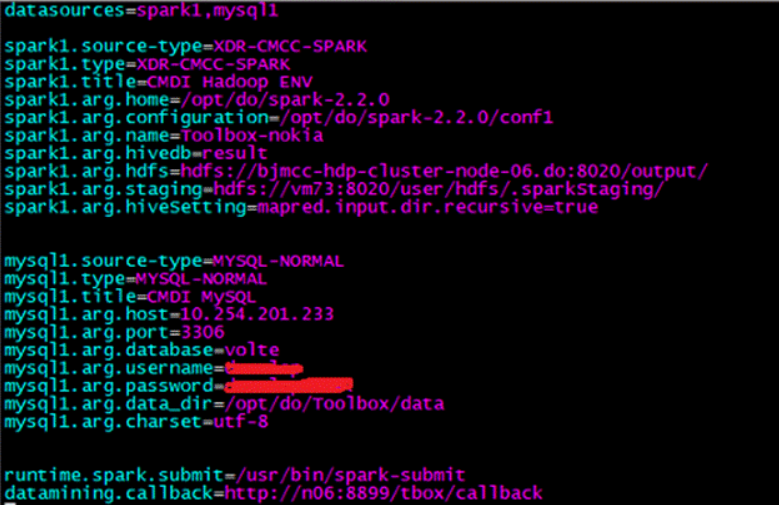 datasources=spark1,mysql1
spark1.source-type=XDR-CMCC-SPARK
spark1.type=XDR-CMCC-SPARK
spark1.title=CMDI Hadoop ENV
spark1.arg.home=/opt/do/spark-2.2.0
spark1.arg.configuration=/opt/do/spark-2.2.0/conf1
spark1.arg.name=Toolbox-nokia
spark1.arg.hivedb=result
spark1.arg.hdfs=hdfs://bjmcc-hdp-cluster-node-06.do:8020/output/
spark1.arg.staging=hdfs://vm73:8020/user/hdfs/.sparkStaging/
spark1.arg.hiveSetting=mapred.input.dir.recursive=true
mysql1.source-type=MYSQL-NORMAL
mysql1.type=MYSQL-NORMAL
mysql1.title=CMDI MySQL
mysql1.arg.host=10.254.201.233
mysql1.arg.port=3306
mysql1.arg.database=volte
mysql1.arg.username=
mysql1.arg.password=
mysql1.arg.data_dir=/opt/do/Toolbox/data
mysql1.arg.charset=utf-8
runtime.spark.submit=/usr/bin/spark-submit
datamining.callback=http://n06:8899/tbox/callback